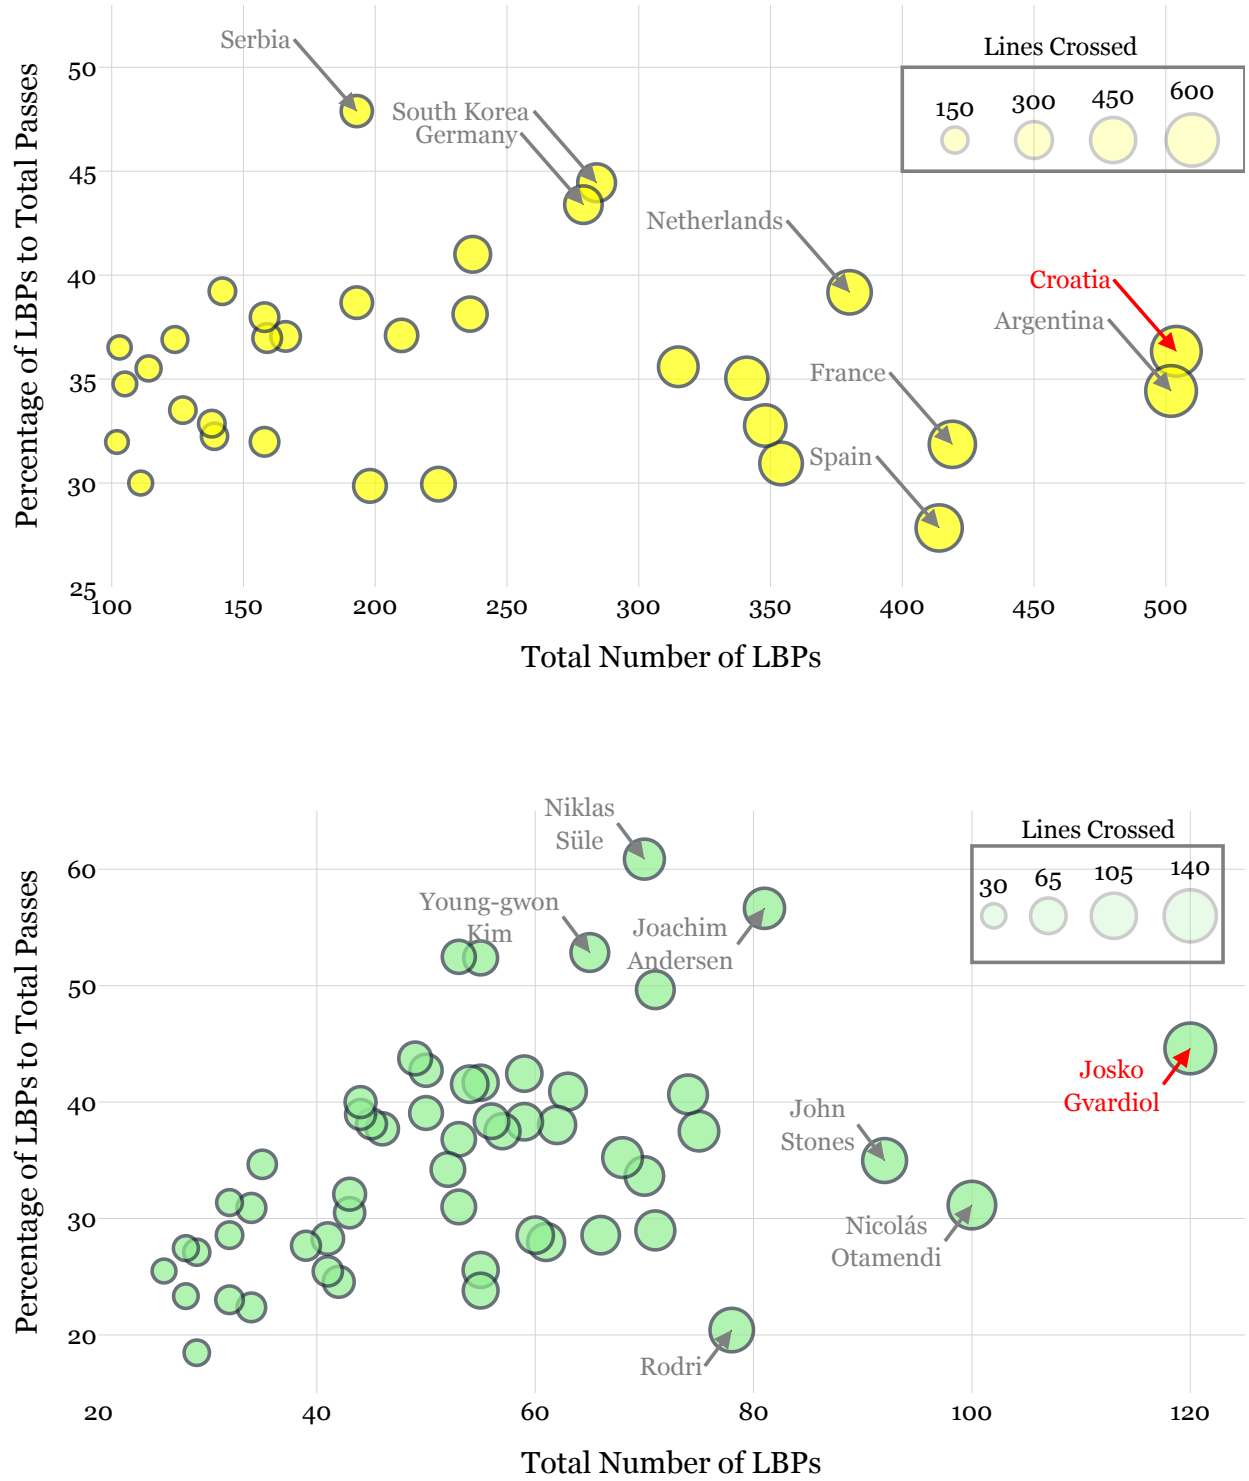 Serbia
South Korea
Germany
Netherlands
Croatia
Argentina
France
Spain
Lines Crossed
150 300 450 600
Percentage of LBPs to Total Passes
50
45
40
35
30
25
100 150 200 250 300 350 400 450 500
Total Number of LBPs
Niklas
Süle
Young-gwon
Kim
Joachim
Andersen
Josko
Gvardiol
John
Stones
Nicolás
Otamendi
Rodri
Lines Crossed
30 65 105 140
Percentage of LBPs to Total Passes
60
50
40
30
20
20 40 60 80 100 120
Total Number of LBPs